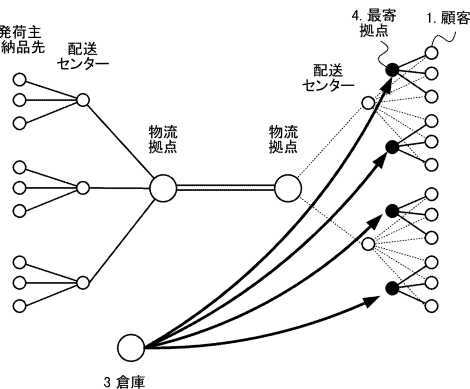 発荷主
納品先
配送
センター
物流
拠点
物流
拠点
配送
センター
4. 最寄
拠点
1. 顧客
3 倉庫